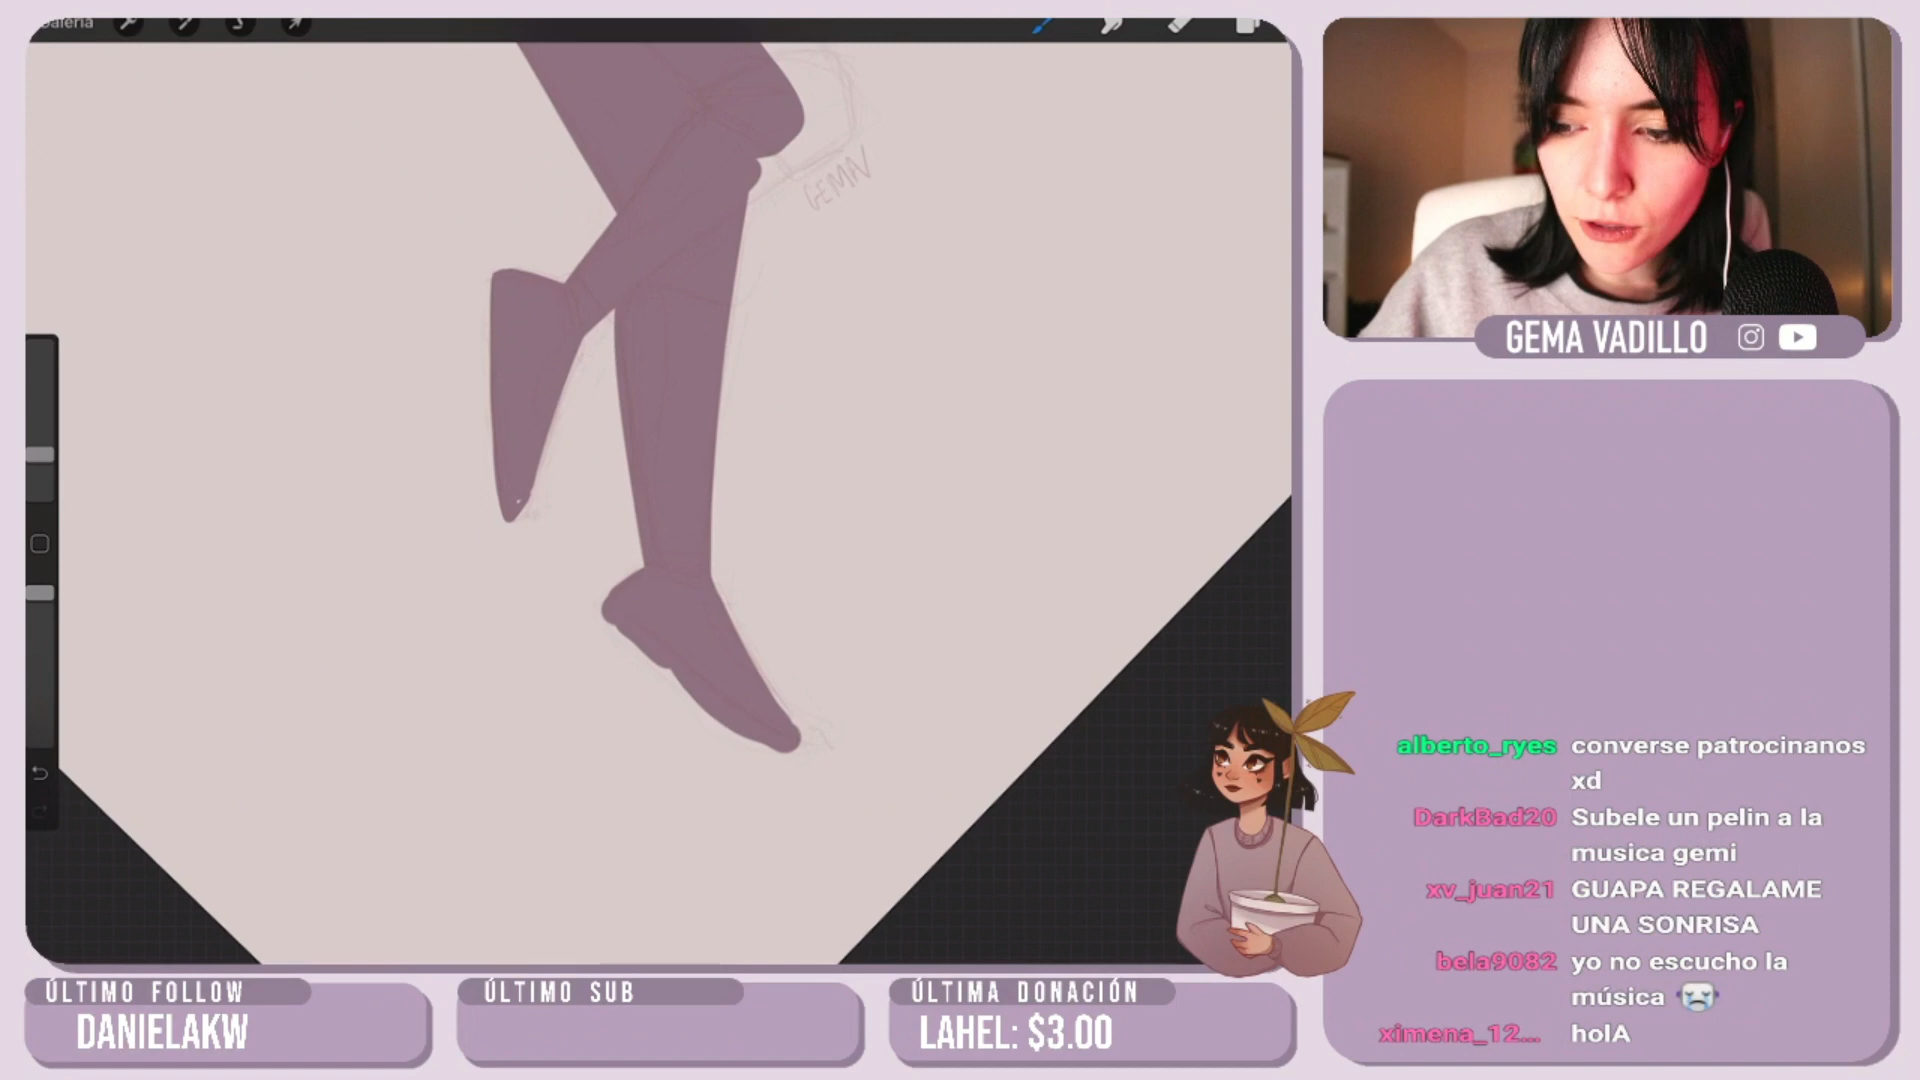 Galería
GEMAV
GEMA VADILLO
alberto_ryes converse patrocinanos
xd
DarkBad20 Subele un pelin a la
musica gemi
xv_juan21 GUAPA REGALAME
UNA SONRISA
bela9082 yo no escucho la
música
ximena_12... holA
ÚLTIMO FOLLOW
DANIELAKW
ÚLTIMO SUB
ÚLTIMA DONACIÓN
LAHEL: $3.00